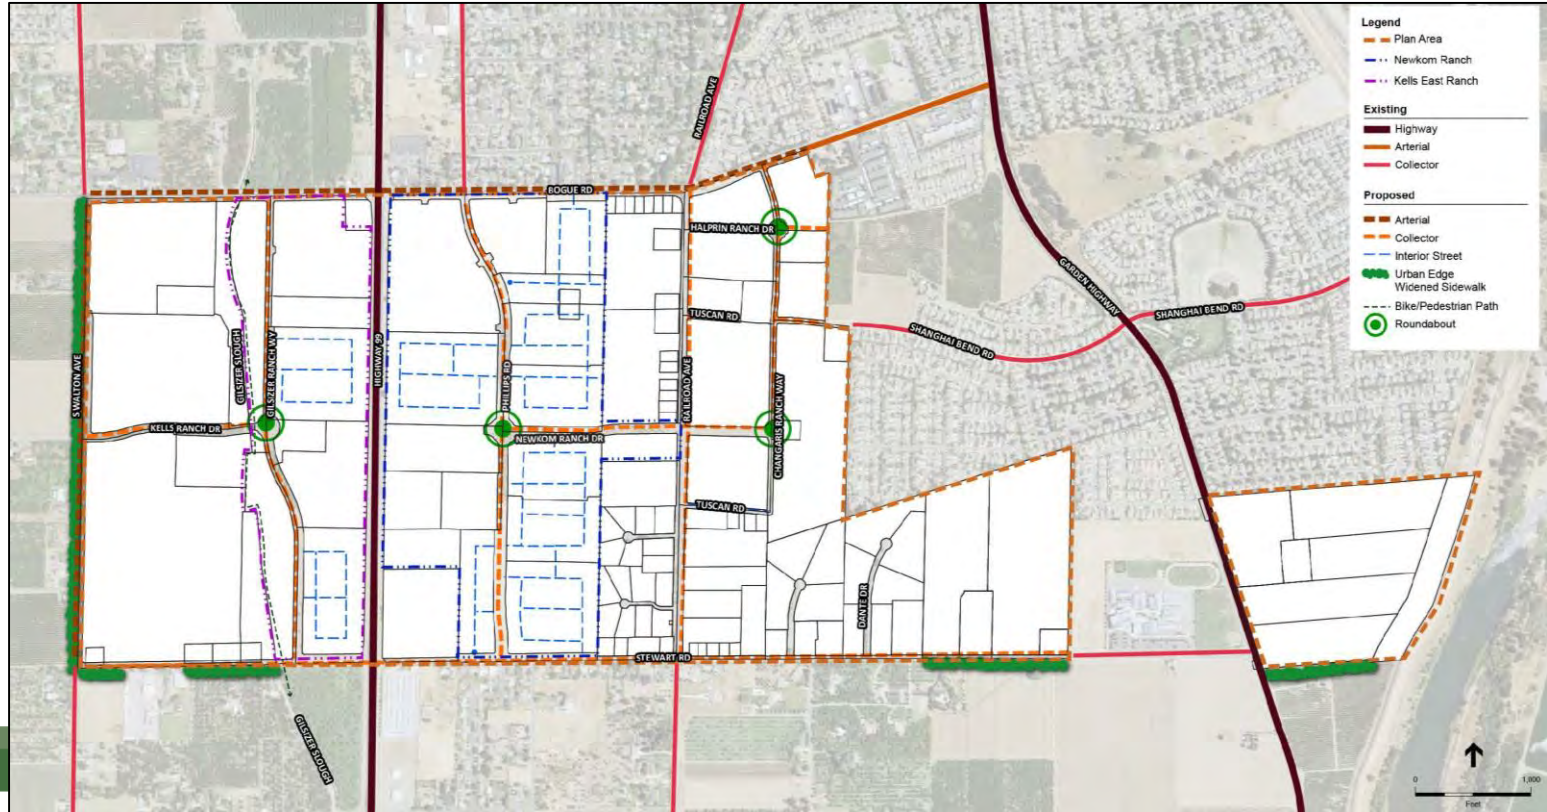 Legend
Plan Area
Newkom Ranch
Kells East Ranch
Existing
Highway
Arterial
Collector
Proposed
Arterial
Collector
Interior Street
Urban Edge
Widened Sidewalk
Bike/Pedestrian Path
Roundabout
RAILROAD AVE
BOGUE RD
HALPRIN RANCH DR
GARDEN HIGHWAY
SHANGHAI BEND RD
SHANGHAI BEND RD
TUSCAN RD
S WALTON AVE
GILSIZER SLOUGH
GILSIZER RANCH WY
HIGHWAY 99
PHILLIPS RD
RAILROAD AVE
CHANGARIS RANCH WAY
KELLS RANCH DR
NEWKOM RANCH DR
TUSCAN RD
DANTE DR
STEWART RD
GILSIZER SLOUGH
0 1,800
Feet